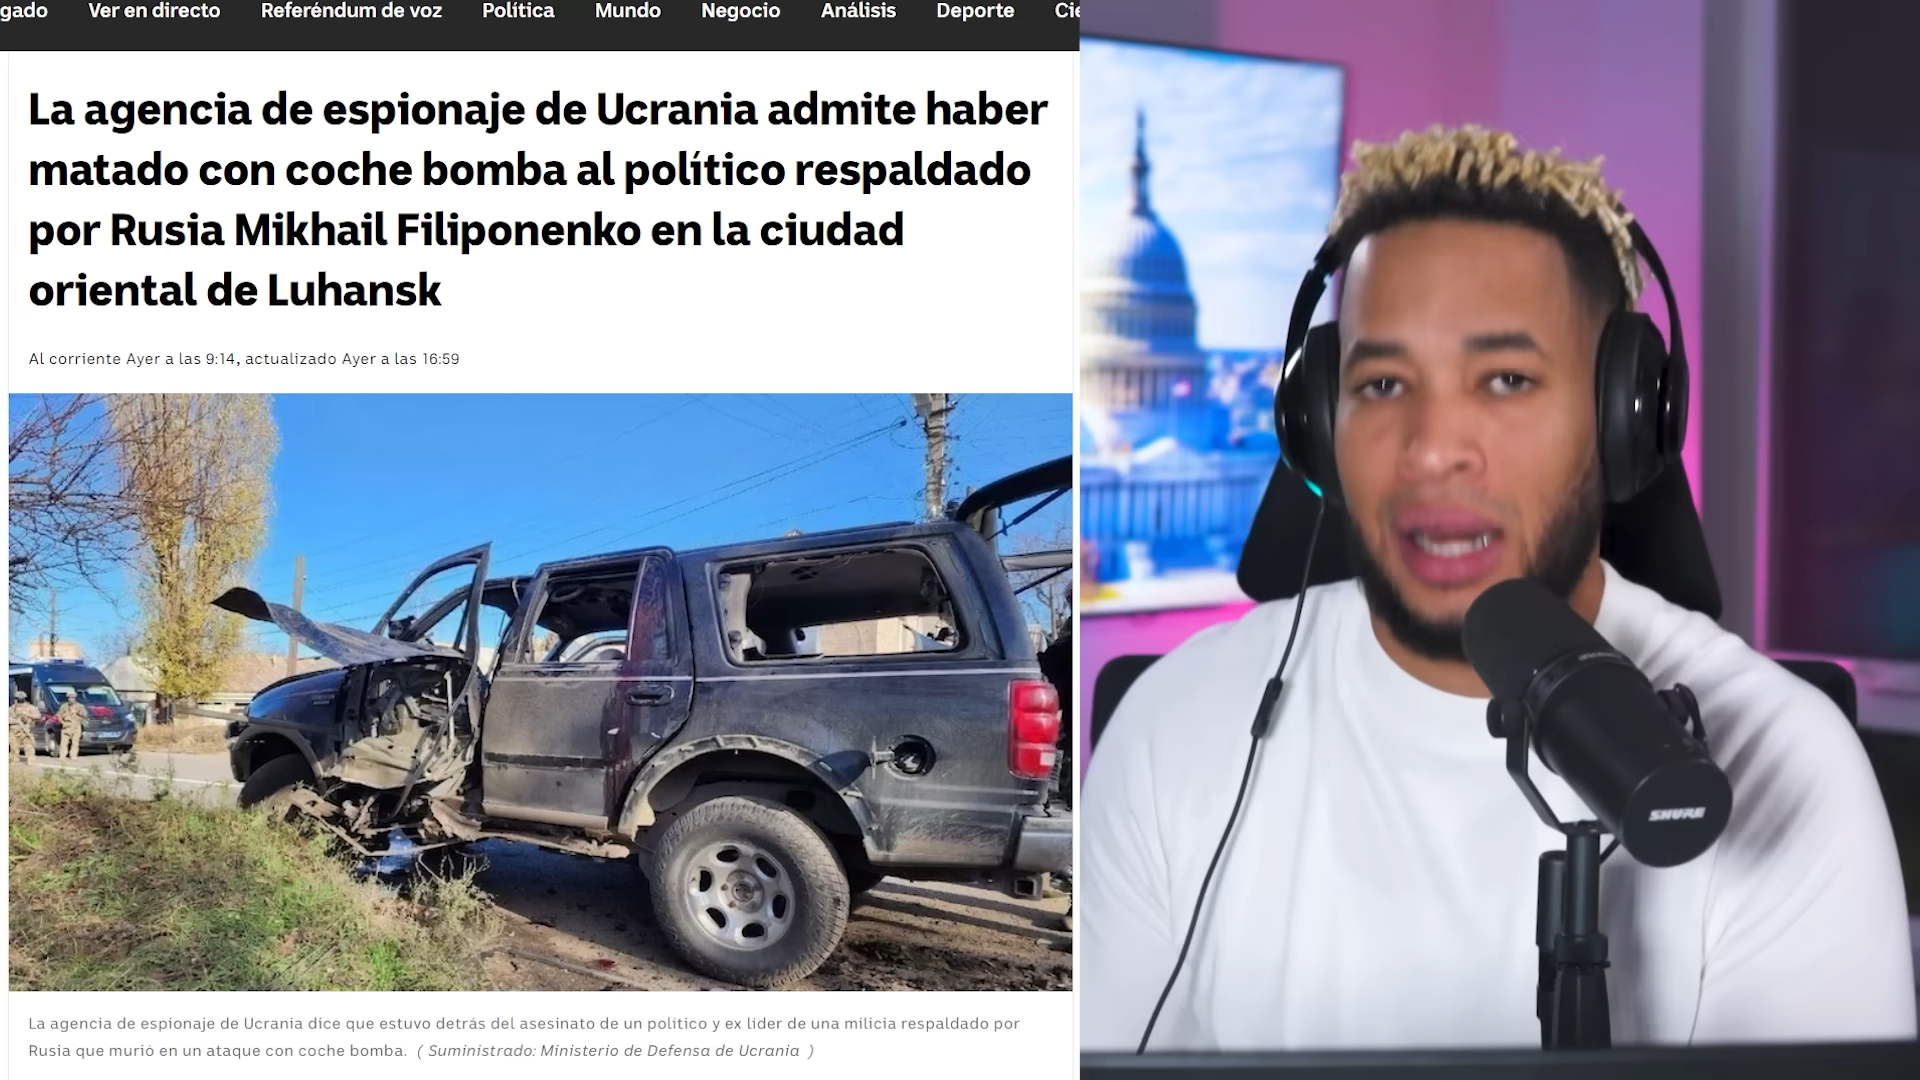 gado Ver en directo Referéndum de voz Política Mundo Negocio Análisis Deporte Cie
La agencia de espionaje de Ucrania admite haber
matado con coche bomba al político respaldado
por Rusia Mikhail Filiponenko en la ciudad
oriental de Luhansk
Al corriente Ayer a las 9:14, actualizado Ayer a las 16:59
La agencia de espionaje de Ucrania dice que estuvo detrás del asesinato de un político y ex líder de una milicia respaldado por
Rusia que murió en un ataque con coche bomba. ( Suministrado: Ministerio de Defensa de Ucrania )
SHURE